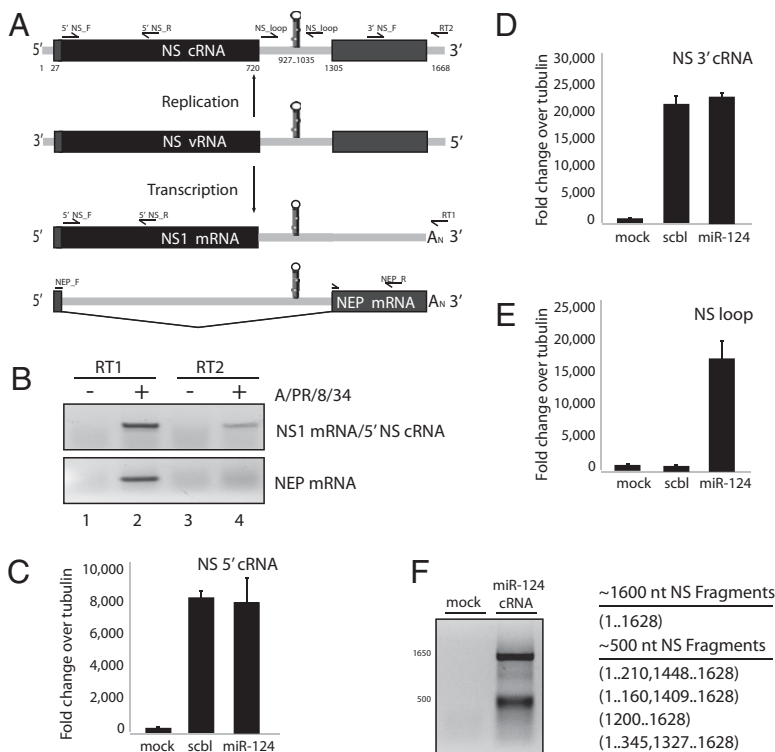 A
5' NS_F
5' NS_R
NS_loop
NS_loop
3' NS_F
RT2
5'
NS cRNA
3'
1
27
720
927..1035
1305
1668
Replication
3'
NS vRNA
5'
Transcription
5' NS_F
5' NS_R
RT1
5'
NS1 mRNA
AN 3'
NEP_F
NEP_R
5'
NEP mRNA
AN 3'
B
RT1
RT2
-
+
-
+
A/PR/8/34
NS1 mRNA/5' NS cRNA
NEP mRNA
1
2
3
4
C
NS 5' cRNA
Fold change over tubulin
10,000
8,000
6,000
4,000
2,000
0
mock
scbl
miR-124
D
NS 3' cRNA
Fold change over tubulin
30,000
25,000
20,000
15,000
10,000
5,000
0
mock
scbl
miR-124
E
NS loop
Fold change over tubulin
25,000
20,000
15,000
10,000
5,000
0
mock
scbl
miR-124
F
mock
miR-124
cRNA
1650
500
~1600 nt NS Fragments
(1..1628)
~500 nt NS Fragments
(1..210,1448..1628)
(1..160,1409..1628)
(1200..1628)
(1..345,1327..1628)